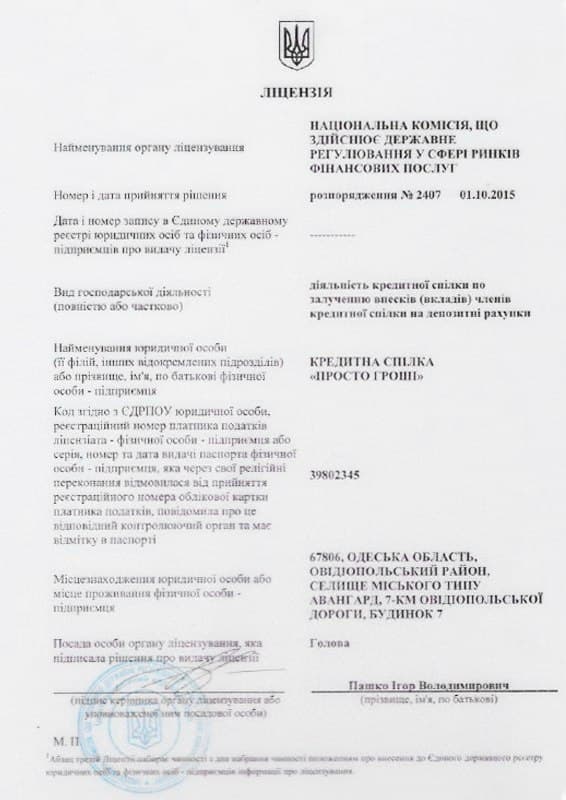 ЛІЦЕНЗІЯ
Найменування органу ліцензування
НАЦІОНАЛЬНА КОМІСІЯ, ЩО
ЗДІЙСНЮЄ ДЕРЖАВНЕ
РЕГУЛЮВАННЯ У СФЕРІ РИНКІВ
ФІНАНСОВИХ ПОСЛУГ
Номер і дата прийняття рішення
розпорядження № 2407 01.10.2015
Дата і номер запису в Єдиному державному
реєстрі юридичних осіб та фізичних осіб -
підприємців про видачу ліцензії¹
-----------
Вид господарської діяльності
(повністю або частково)
діяльність кредитної спілки по
залученню внесків (вкладів) членів
кредитної спілки на депозитні рахунки
Найменування юридичної особи
(її філій, інших відокремлених підрозділів)
або прізвище, ім'я, по батькові фізичної
особи - підприємця
КРЕДИТНА СПІЛКА
«ПРОСТО ГРОШІ»
Код згідно з ЄДРПОУ юридичної особи,
реєстраційний номер платника податків
ліцензіата - фізичної особи - підприємця або
серія, номер та дата видачі паспорта фізичної
особи - підприємця, яка через свої релігійні
переконання відмовилася від прийняття
реєстраційного номера облікової картки
платника податків, повідомила про це
відповідний контролюючий орган та має
відмітку в паспорті
39802345
Місцезнаходження юридичної особи або
місце проживання фізичної особи -
підприємця
67806, ОДЕСЬКА ОБЛАСТЬ,
ОВІДІОПОЛЬСЬКИЙ РАЙОН,
СЕЛИЩЕ МІСЬКОГО ТИПУ
АВАНГАРД, 7-КМ ОВІДІОПОЛЬСЬКОЇ
ДОРОГИ, БУДИНОК 7
Посада особи органу ліцензування, яка
підписала рішення про видачу ліцензії
Голова
Пашко Ігор Володимирович
(підпис керівника органу ліцензування або
уповноваженої ним посадової особи)
(прізвище, ім'я, по батькові)
М. П.
¹Абзац третій Ліцензії набирає чинності з дня набрання чинності положенням про внесення до Єдиного державного реєстру
юридичних осіб та фізичних осіб - підприємців інформації про ліцензування.